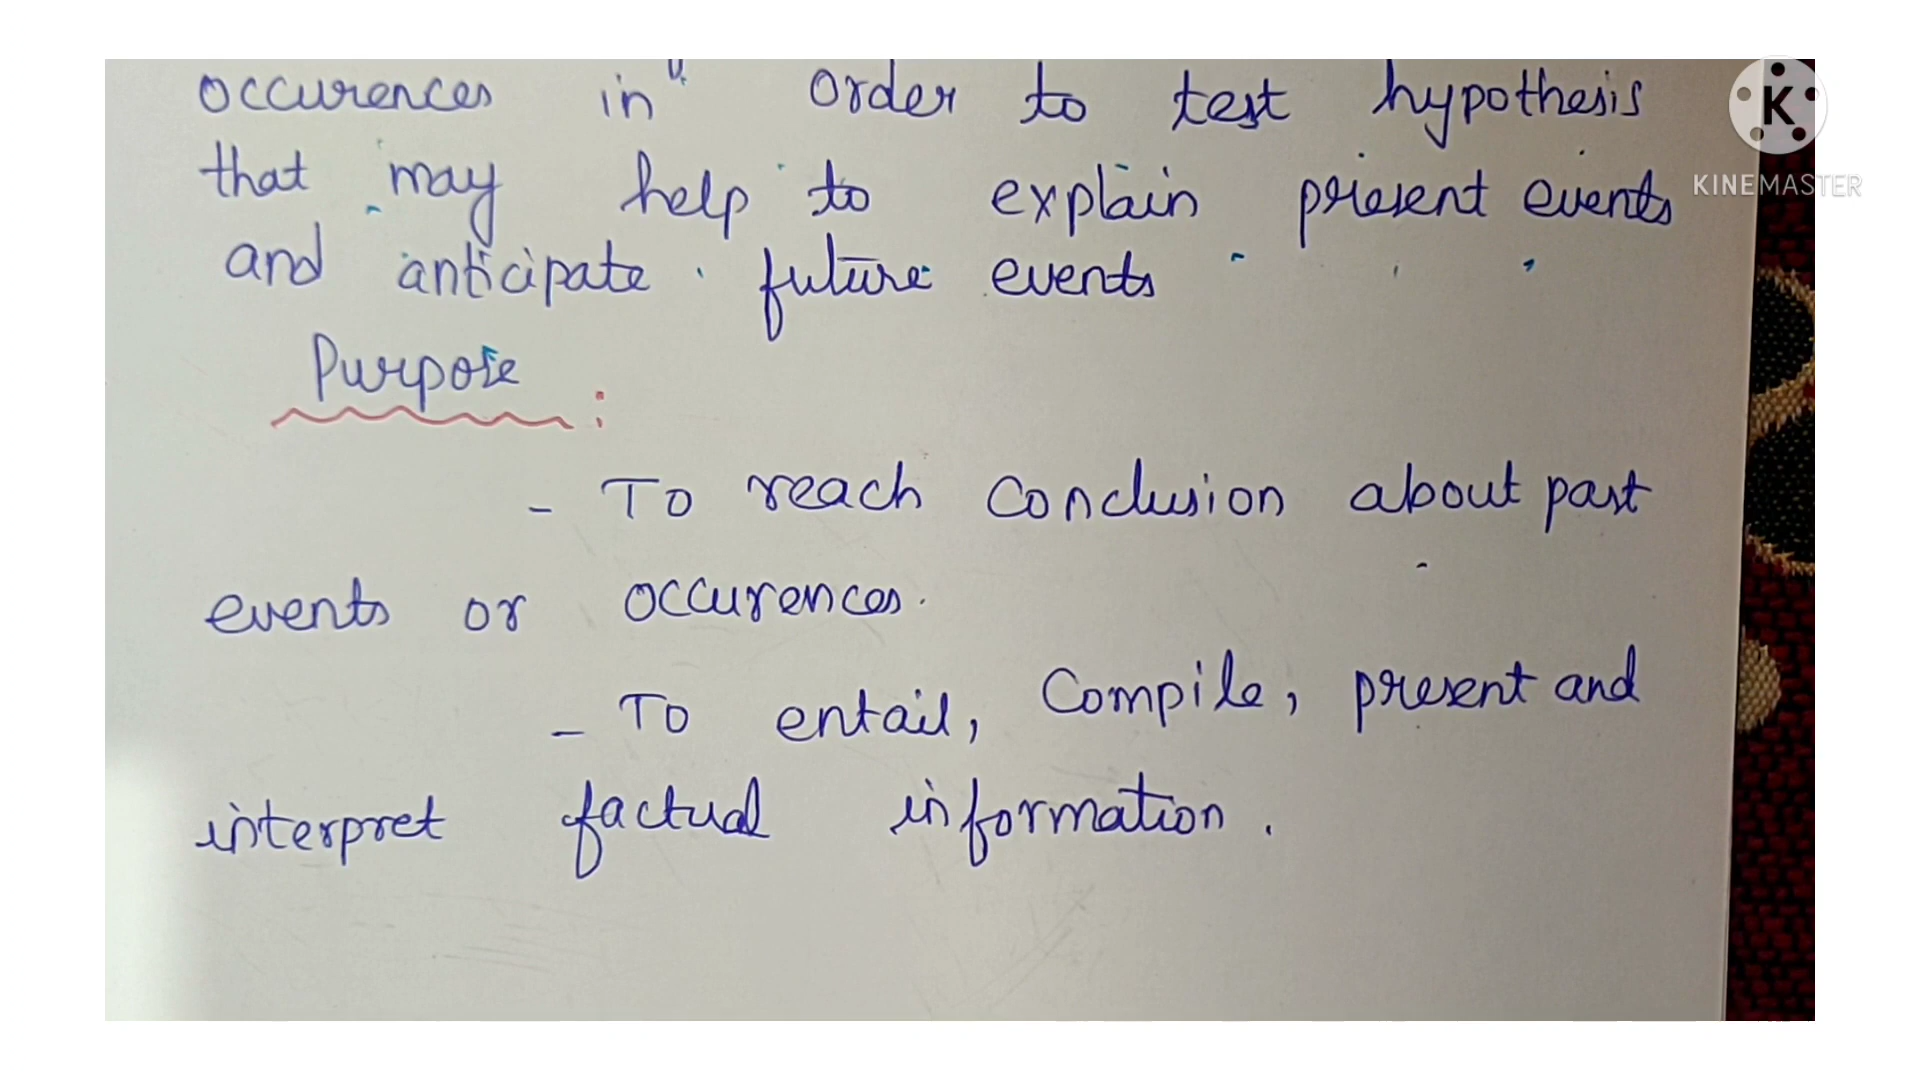 occurences in order to test hypothesis
that may help to explain present events
and anticipate future events
Purpose :
- To reach conclusion about past
events or occurences.
- To entail, Compile, present and
interpret factual information.
K
KINEMASTER